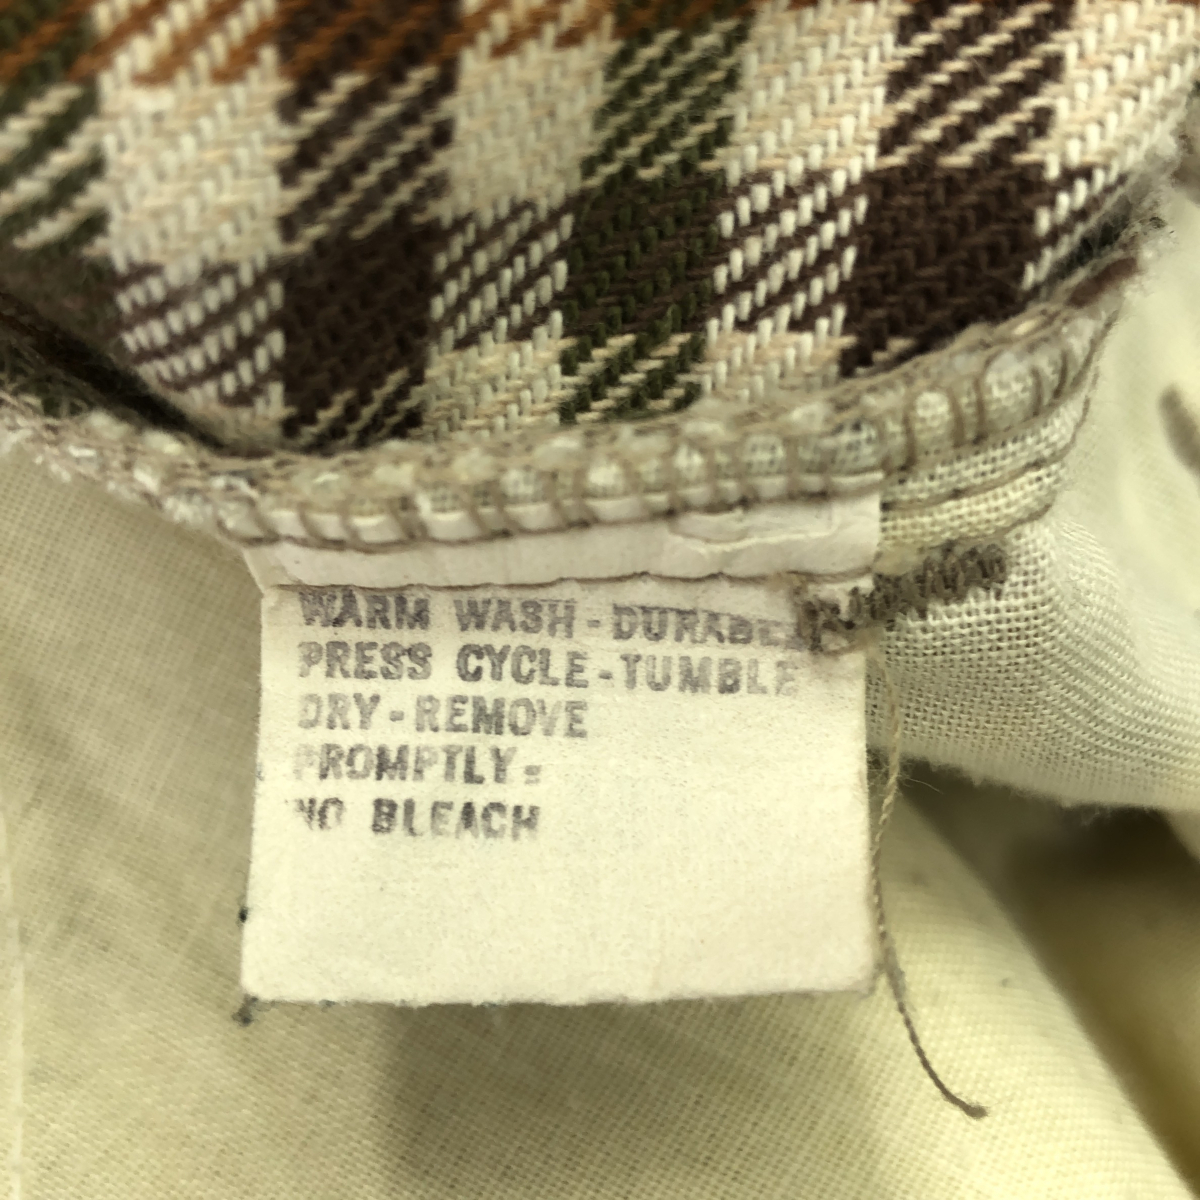 WARM WASH-DURABLE
PRESS CYCLE-TUMBLE
DRY-REMOVE
PROMPTLY-
NO BLEACH